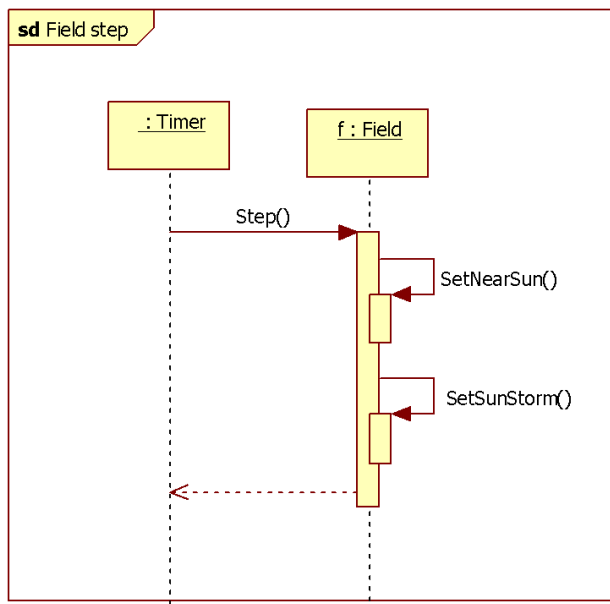 sd Field step
: Timer
f : Field
Step()
SetNearSun()
SetSunStorm()